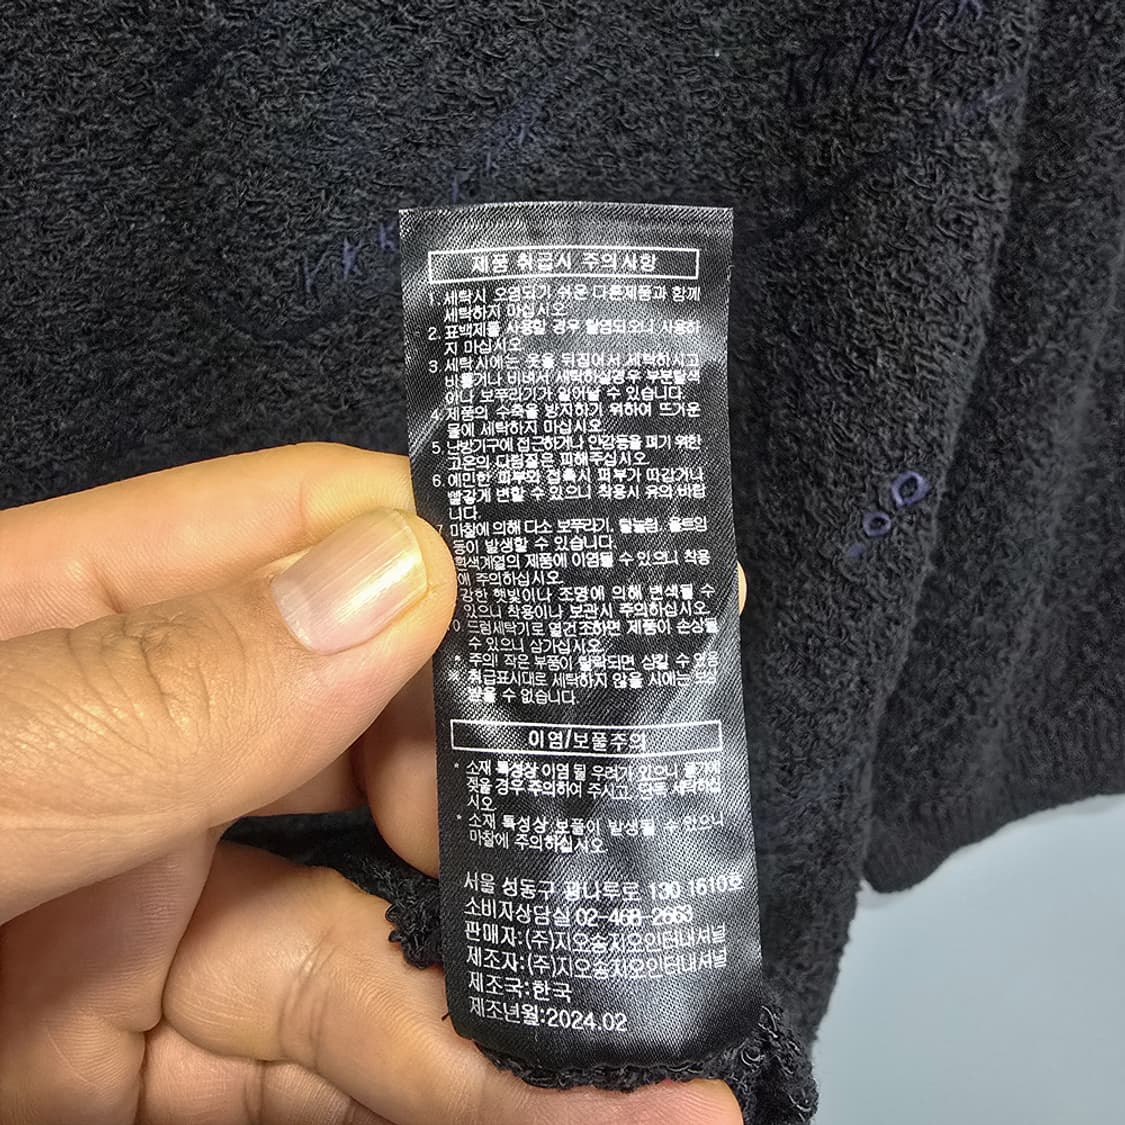 제품 취급시 주의사항
1. 세탁시 오염되기 쉬운 다른제품과 함께
세탁하지 마십시오.
2. 표백제를 사용할 경우 탈염되오니 사용하
지 마십시오.
3. 세탁시에는 옷을 뒤집어서 세탁하시고
비틀거나 비벼서 세탁하실경우 부분탈색
이나 보푸라기가 일어날 수 있습니다.
4. 제품의 수축을 방지하기 위하여 뜨거운
물에 세탁하지 마십시오.
5. 난방기구에 접근하거나 안감등을 펴기 위한
고온의 다림질은 피해주십시오.
6. 예민한 피부와 접촉시 피부가 따갑거나
빨갛게 변할 수 있으니 착용시 유의 바랍
니다.
7. 마찰에 의해 다소 보푸라기, 털눌림, 올트임
등이 발생할 수 있습니다.
흰색계열의 제품에 이염될 수 있으니 착용
에 주의하십시오.
강한 햇빛이나 조명에 의해 변색될 수
있으니 착용이나 보관시 주의하십시오.
0. 드럼세탁기로 열건조하면 제품이 손상될
수 있으니 삼가십시오.
* 주의! 작은 부품이 탈락되면 삼킬 수 있음
※ 취급표시대로 세탁하지 않을 시에는 보상
받을 수 없습니다.
이염/보풀주의
* 소재 특성상 이염 될 우려가 있으니 물기에
젖을 경우 주의하여 주시고, 단독 세탁하십
시오.
* 소재 특성상 보풀이 발생될 수 있으니
마찰에 주의하십시오.
서울 성동구 광나루로 130 1610호
소비자상담실 02-468-2663
판매자:(주)지오송지오인터내셔널
제조자:(주)지오송지오인터내셔널
제조국:한국
제조년월:2024.02